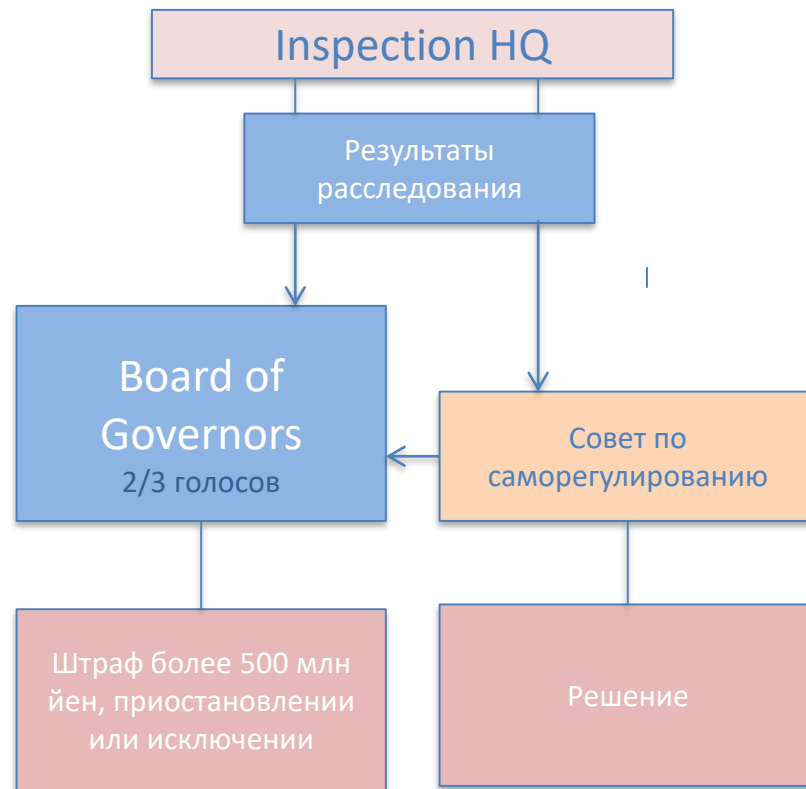 Inspection HQ
Результаты
расследования
Board of
Governors
2/3 голосов
Совет по
саморегулированию
Штраф более 500 млн
йен, приостановлении
или исключении
Решение